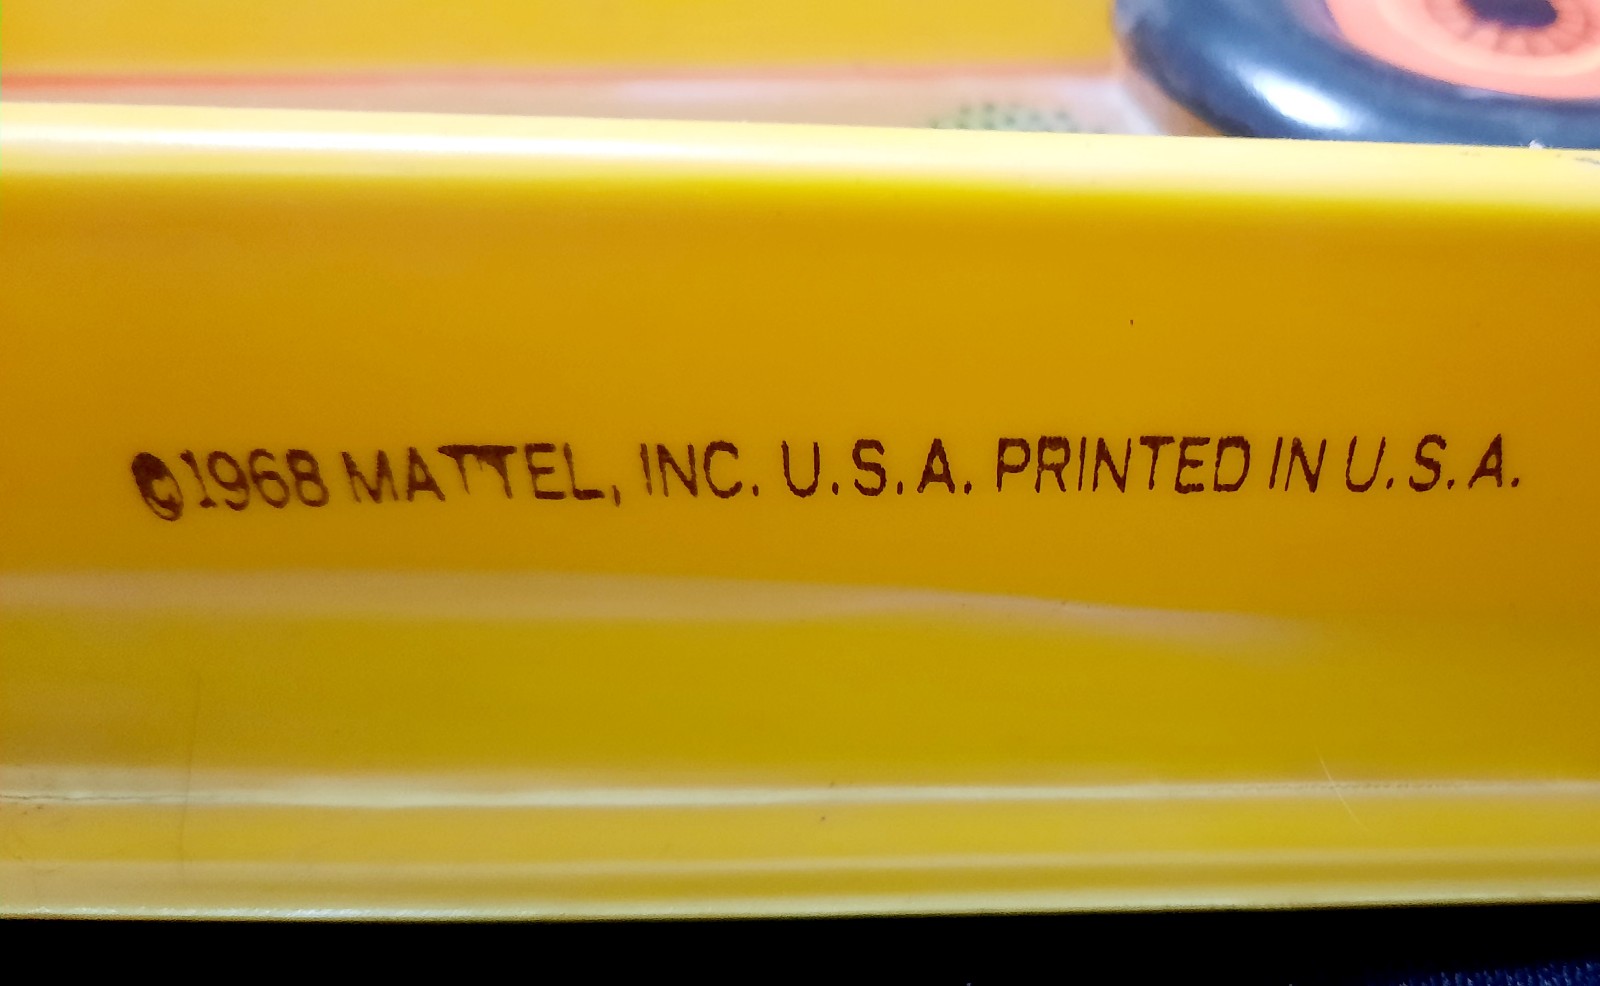 ©1968 MATTEL, INC. U.S.A. PRINTED IN U.S.A.